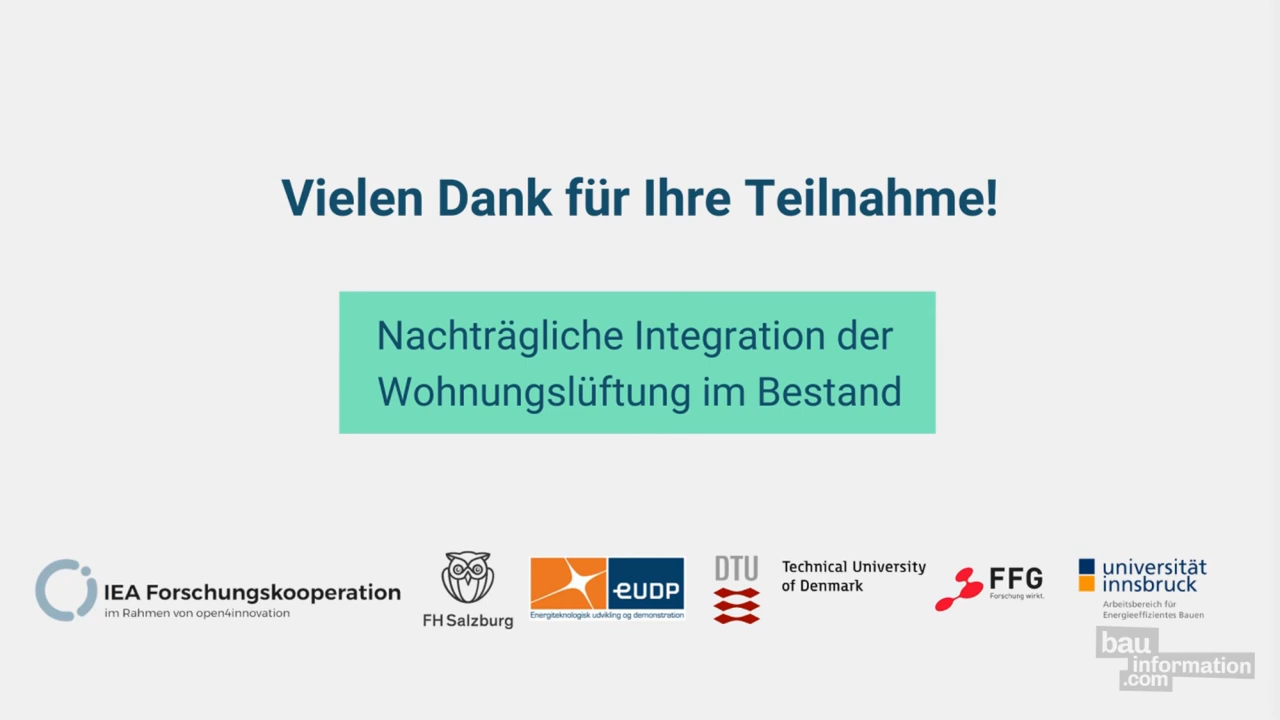 Vielen Dank für Ihre Teilnahme!
Nachträgliche Integration der
Wohnungslüftung im Bestand
IEA Forschungskooperation
im Rahmen von open4innovation
FH Salzburg
eUDP
Energiteknologisk udvikling og demonstration
DTU
Technical University
of Denmark
FFG
Forschung wirkt.
universität
innsbruck
Arbeitsbereich für
Energieeffizientes Bauen
bau
information
.com